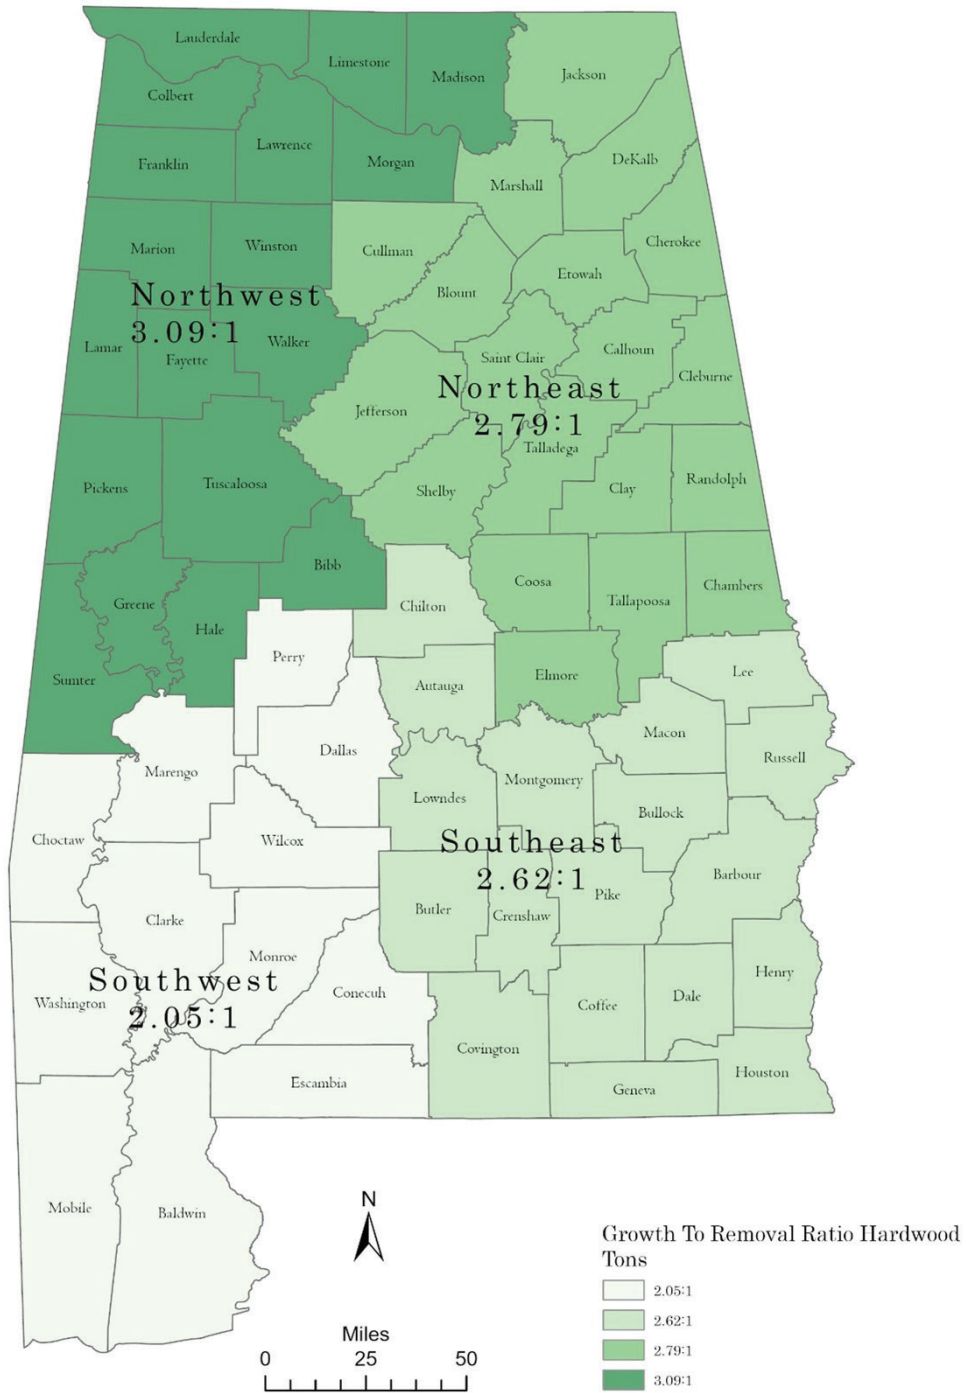 Lauderdale
Limestone
Madison
Jackson
Colbert
Lawrence
Franklin
Morgan
DeKalb
Marshall
Marion
Winston
Cullman
Cherokee
Etowah
Blount
Northwest
3.09:1
Lamar
Fayette
Walker
Saint Clair
Calhoun
Cleburne
Northeast
2.79:1
Jefferson
Talladega
Pickens
Tuscaloosa
Shelby
Clay
Randolph
Bibb
Coosa
Chambers
Greene
Chilton
Tallapoosa
Hale
Perry
Sumter
Autauga
Elmore
Lee
Macon
Dallas
Marengo
Montgomery
Russell
Lowndes
Bullock
Choctaw
Wilcox
Southeast
2.62:1
Barbour
Pike
Butler
Crenshaw
Clarke
Monroe
Southwest
2.05:1
Washington
Conecuh
Coffee
Dale
Henry
Covington
Escambia
Geneva
Houston
Mobile
Baldwin
N
Miles
0 25 50
Growth To Removal Ratio Hardwood
Tons
2.05:1
2.62:1
2.79:1
3.09:1